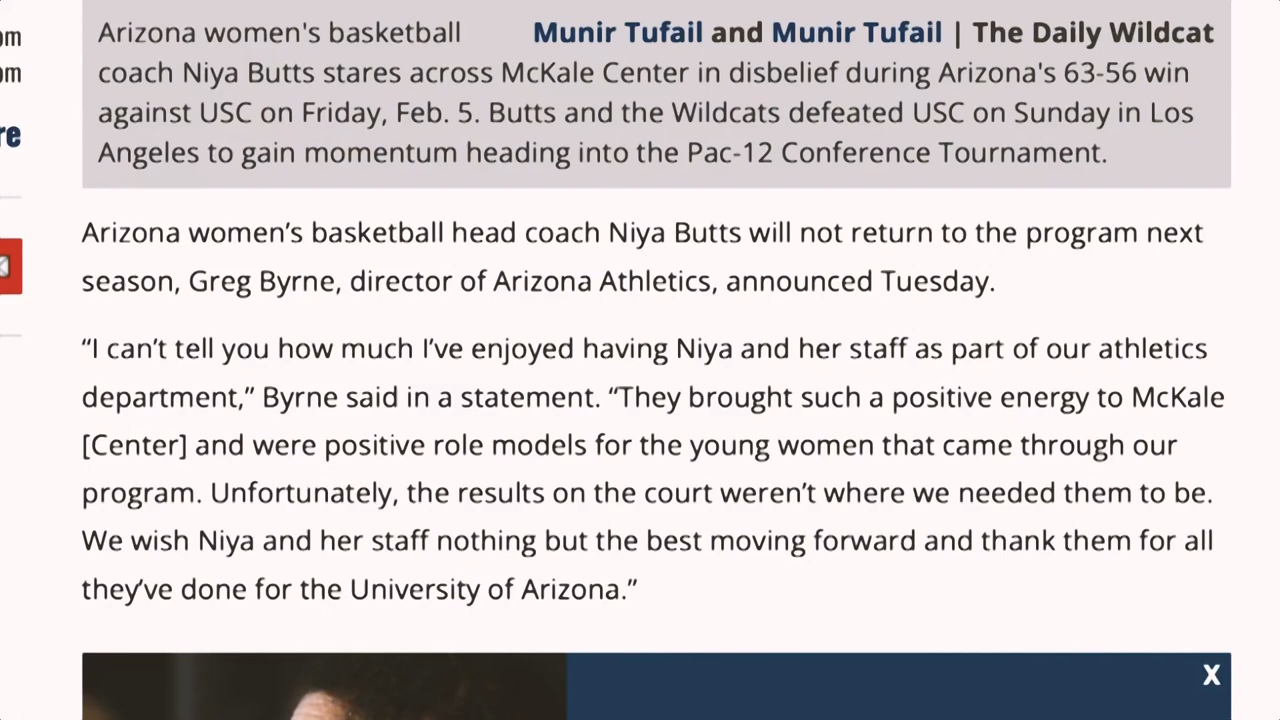 om
om
re
Arizona women's basketball Munir Tufail and Munir Tufail | The Daily Wildcat
coach Niya Butts stares across McKale Center in disbelief during Arizona's 63-56 win
against USC on Friday, Feb. 5. Butts and the Wildcats defeated USC on Sunday in Los
Angeles to gain momentum heading into the Pac-12 Conference Tournament.
Arizona women’s basketball head coach Niya Butts will not return to the program next
season, Greg Byrne, director of Arizona Athletics, announced Tuesday.
“I can’t tell you how much I’ve enjoyed having Niya and her staff as part of our athletics
department,” Byrne said in a statement. “They brought such a positive energy to McKale
[Center] and were positive role models for the young women that came through our
program. Unfortunately, the results on the court weren’t where we needed them to be.
We wish Niya and her staff nothing but the best moving forward and thank them for all
they’ve done for the University of Arizona.”
X